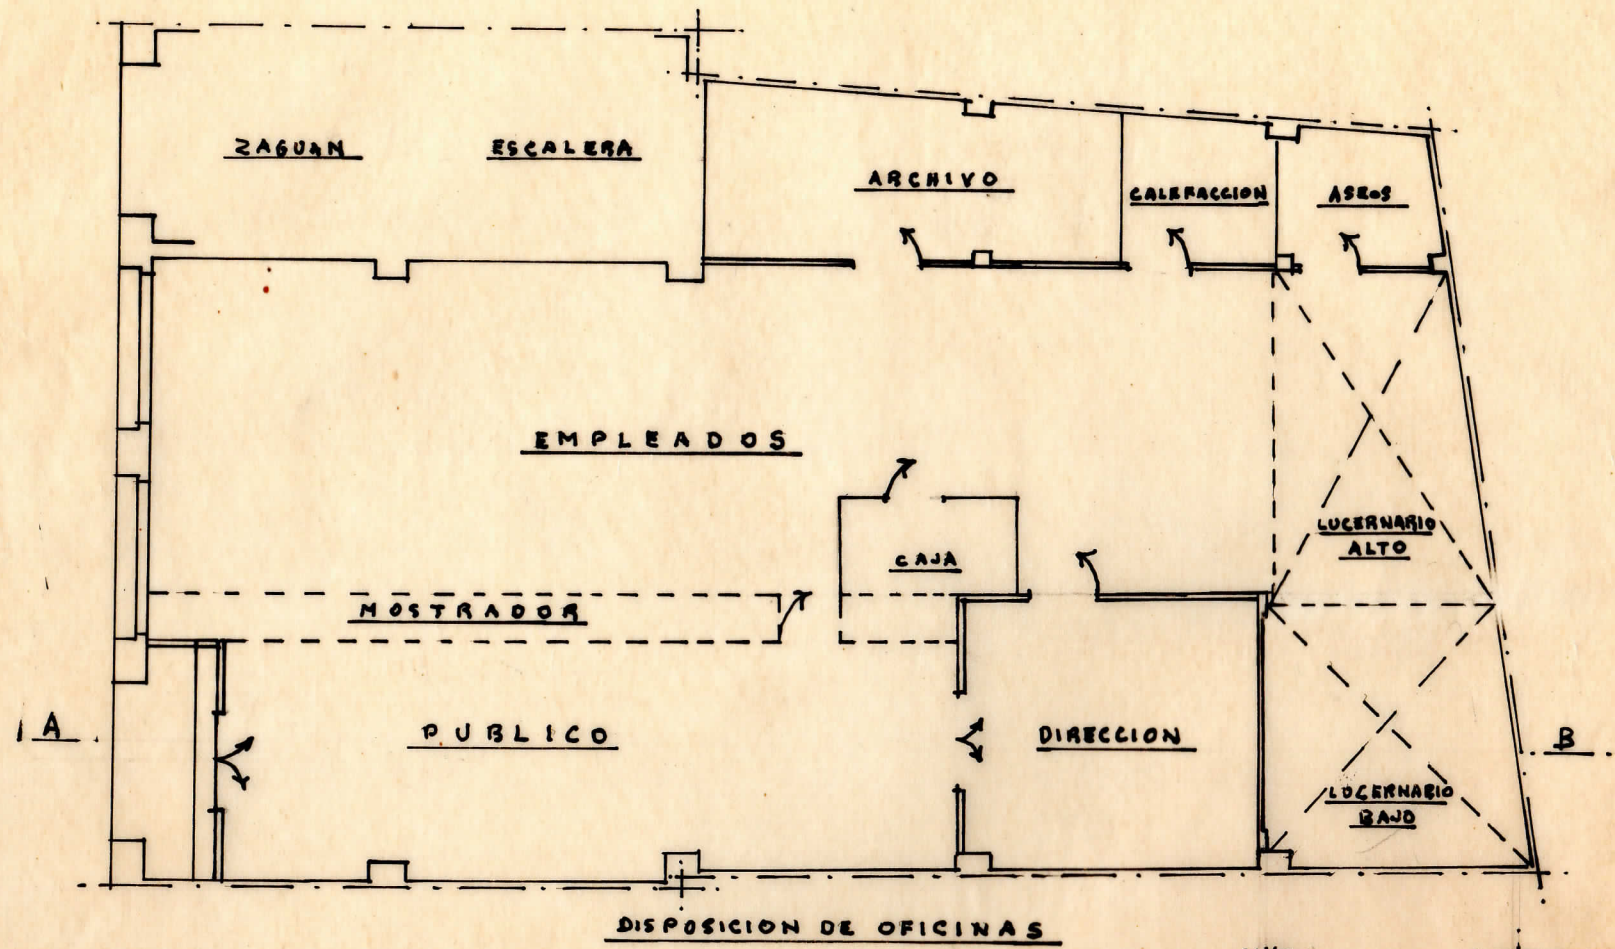 ZAGUAN
ESCALERA
ARCHIVO
CALEFACCION
ASEOS
EMPLEADOS
LUCERNARIO
ALTO
CAJA
MOSTRADOR
A
PUBLICO
DIRECCION
B
LUCERNARIO
BAJO
DISPOSICION DE OFICINAS